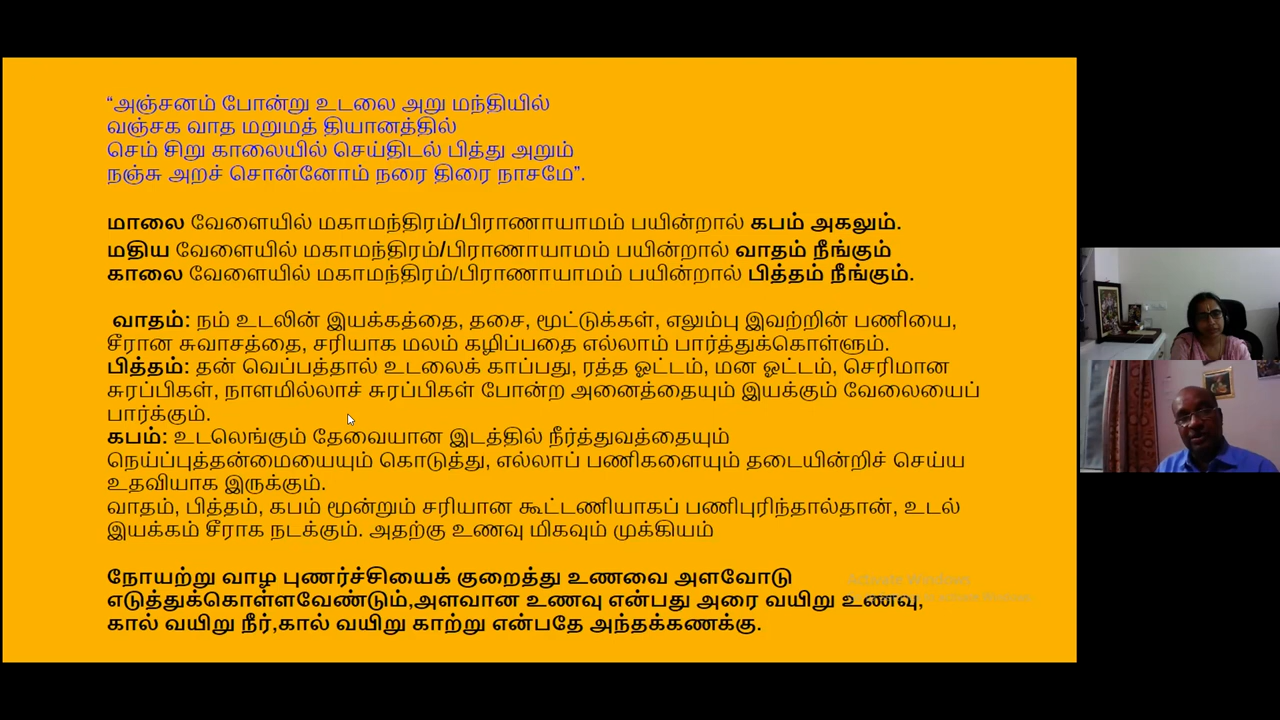 “அஞ்சனம் போன்று உடலை அறு மந்தியில்
வஞ்சக வாத மறுமத் தியானத்தில்
செம் சிறு காலையில் செய்திடல் பித்து அறும்
நஞ்சு அறச் சொன்னோம் நரை திரை நாசமே”.
மாலை வேளையில் மகாமந்திரம்/பிராணாயாமம் பயின்றால் கபம் அகலும்.
மதிய வேளையில் மகாமந்திரம்/பிராணாயாமம் பயின்றால் வாதம் நீங்கும்
காலை வேளையில் மகாமந்திரம்/பிராணாயாமம் பயின்றால் பித்தம் நீங்கும்.
வாதம்: நம் உடலின் இயக்கத்தை, தசை, மூட்டுக்கள், எலும்பு இவற்றின் பணியை,
சீரான சுவாசத்தை, சரியாக மலம் கழிப்பதை எல்லாம் பார்த்துக்கொள்ளும்.
பித்தம்: தன் வெப்பத்தால் உடலைக் காப்பது, ரத்த ஓட்டம், மன ஓட்டம், செரிமான
சுரப்பிகள், நாளமில்லாச் சுரப்பிகள் போன்ற அனைத்தையும் இயக்கும் வேலையைப்
பார்க்கும்.
கபம்: உடலெங்கும் தேவையான இடத்தில் நீர்த்துவத்தையும்
நெய்ப்புத்தன்மையையும் கொடுத்து, எல்லாப் பணிகளையும் தடையின்றிச் செய்ய
உதவியாக இருக்கும்.
வாதம், பித்தம், கபம் மூன்றும் சரியான கூட்டணியாகப் பணிபுரிந்தால்தான், உடல்
இயக்கம் சீராக நடக்கும். அதற்கு உணவு மிகவும் முக்கியம்
நோயற்று வாழ புணர்ச்சியைக் குறைத்து உணவை அளவோடு
எடுத்துக்கொள்ளவேண்டும்,அளவான உணவு என்பது அரை வயிறு உணவு,
கால் வயிறு நீர்,கால் வயிறு காற்று என்பதே அந்தக்கணக்கு.
Activate Windows